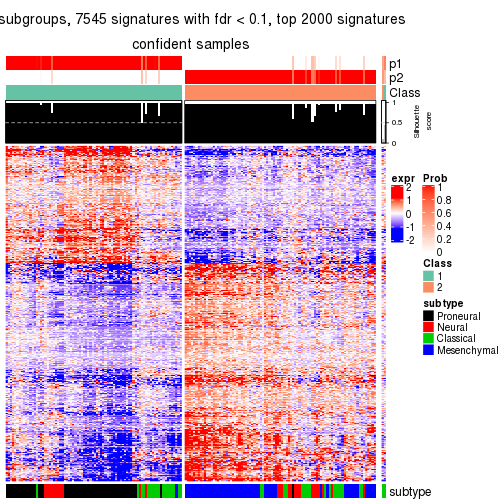 subgroups, 7545 signatures with fdr < 0.1, top 2000 signatures
confident samples
p1
p2
Class
1
0.5
0
Silhouette
score
expr
2
1
0
-1
-2
Prob
1
0.8
0.6
0.4
0.2
0
Class
1
2
subtype
Proneural
Neural
Classical
Mesenchymal
subtype